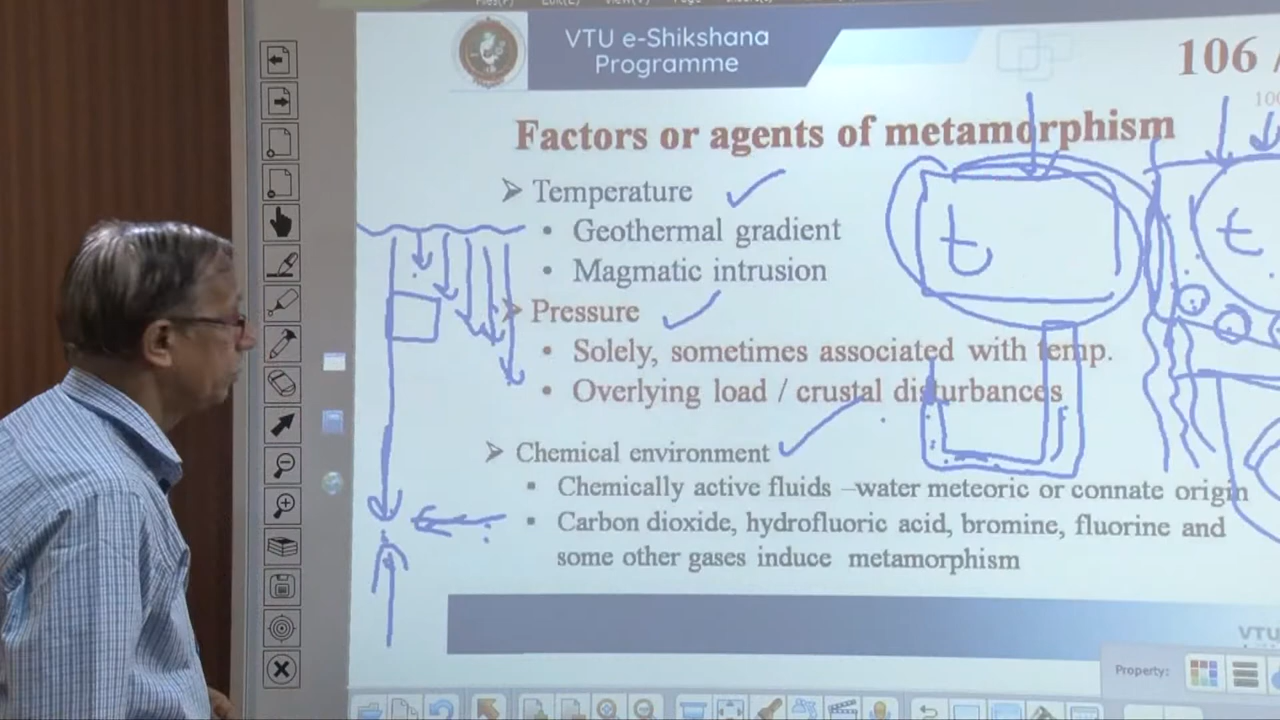 VTU e-Shikshana
Programme
106
Factors or agents of metamorphism
➢ Temperature
• Geothermal gradient
• Magmatic intrusion
➢ Pressure
• Solely, sometimes associated with temp.
• Overlying load / crustal disturbances
➢ Chemical environment
▪ Chemically active fluids –water meteoric or connate origin
▪ Carbon dioxide, hydrofluoric acid, bromine, fluorine and
some other gases induce metamorphism
t
t
VTU
Property: